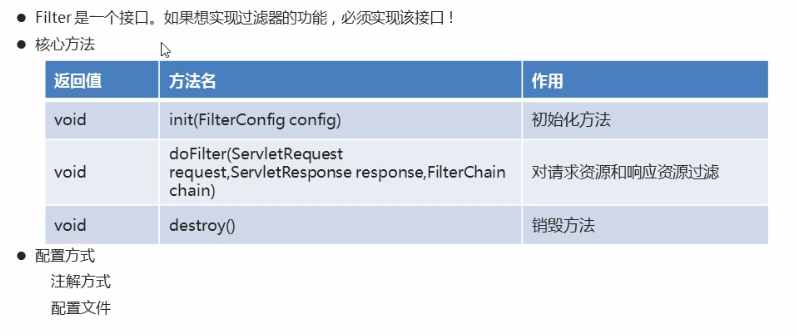 ● Filter 是一个接口。如果想实现过滤器的功能，必须实现该接口！
● 核心方法
返回值 方法名 作用
void init(FilterConfig config) 初始化方法
doFilter(ServletRequest
void request,ServletResponse response,FilterChain 对请求资源和响应资源过滤
chain)
void destroy() 销毁方法
● 配置方式
注解方式
配置文件